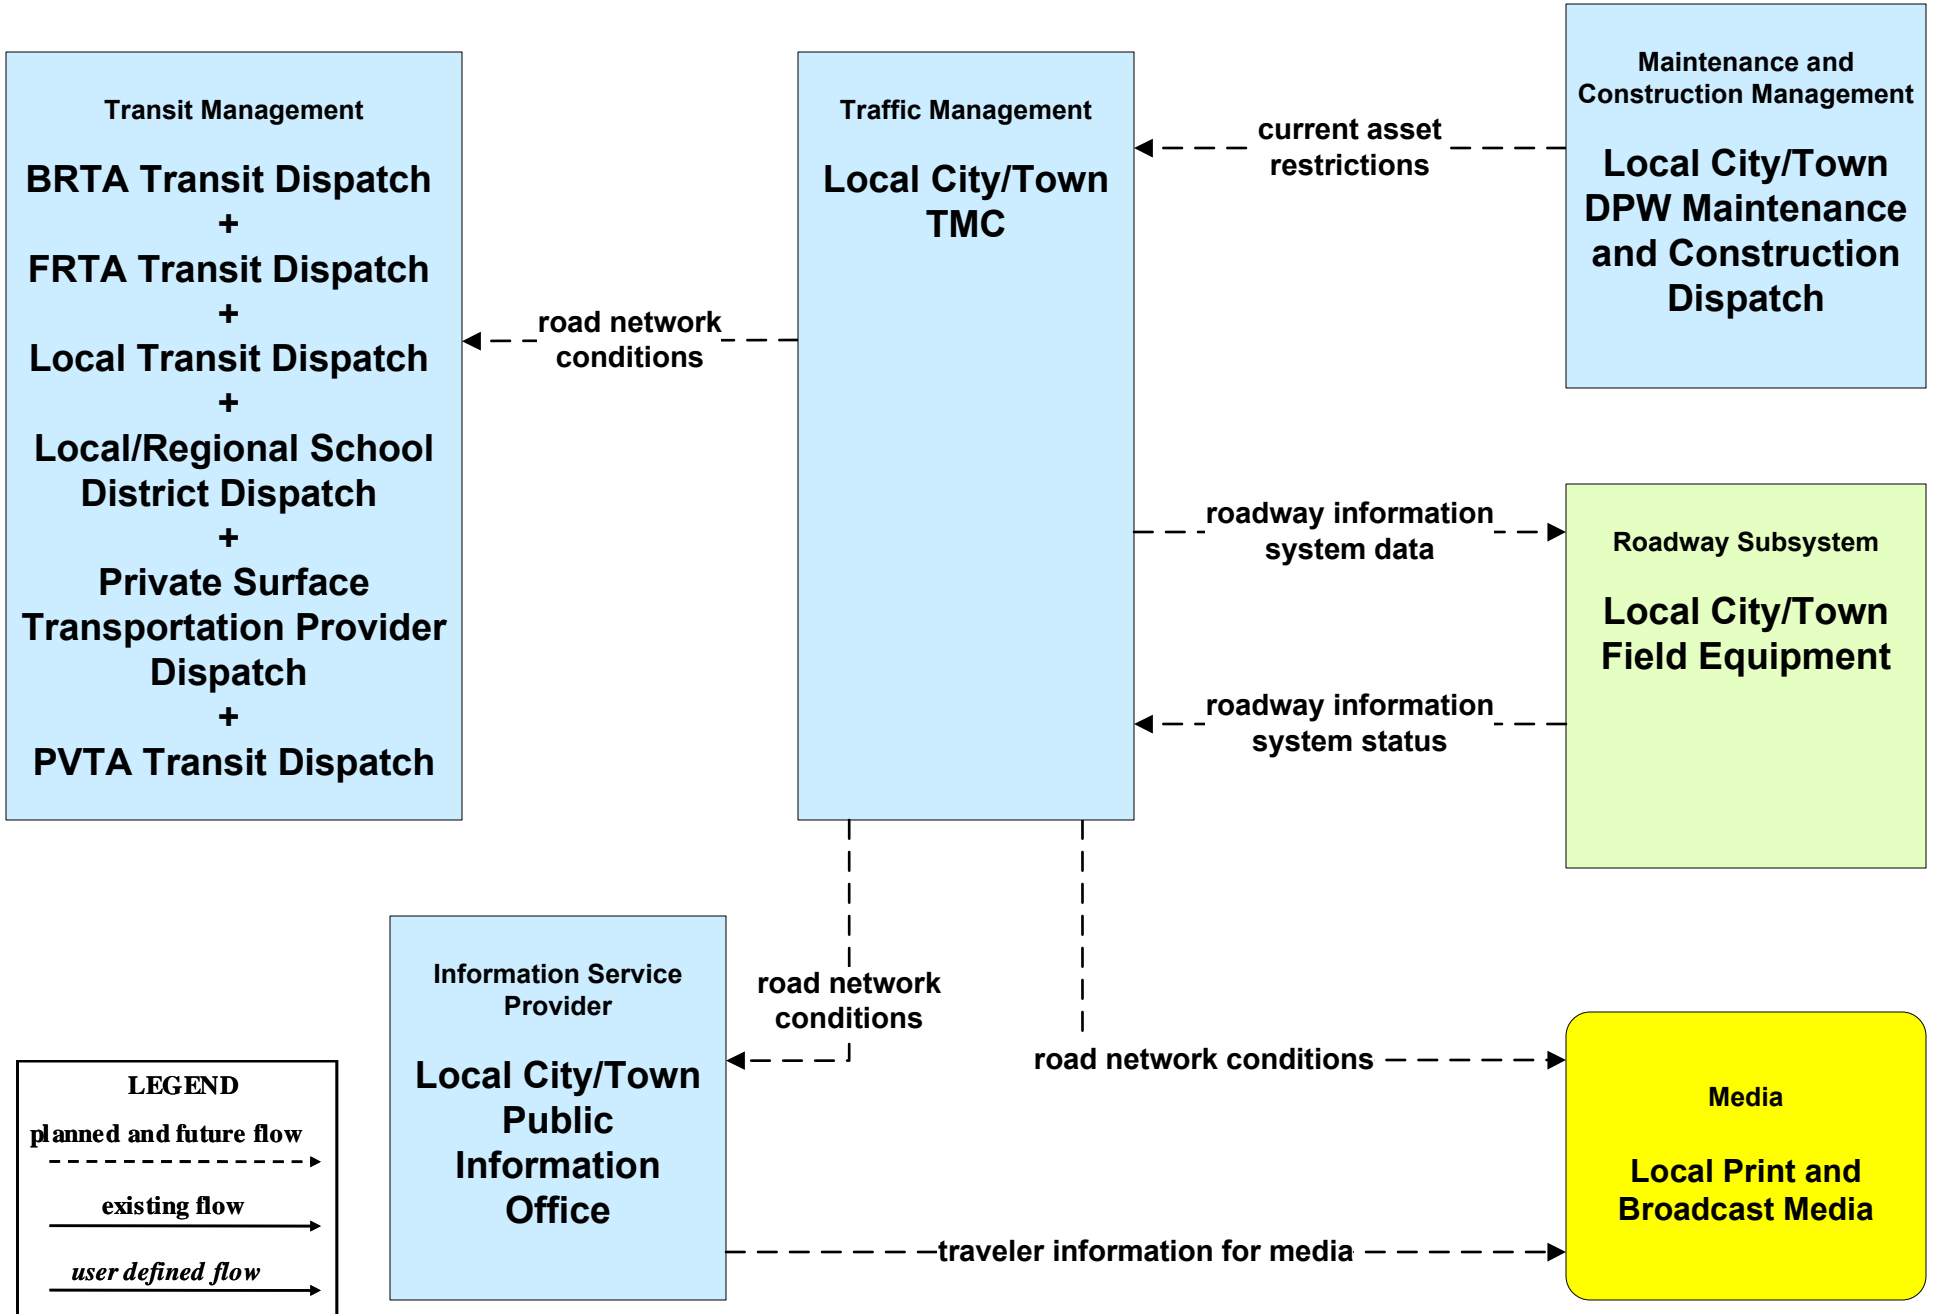 Transit Management
BRTA Transit Dispatch
+
FRTA Transit Dispatch
+
Local Transit Dispatch
+
Local/Regional School
District Dispatch
+
Private Surface
Transportation Provider
Dispatch
+
PVTA Transit Dispatch
road network
conditions
Traffic Management
Local City/Town
TMC
current asset
restrictions
Maintenance and
Construction Management
Local City/Town
DPW Maintenance
and Construction
Dispatch
roadway information
system data
roadway information
system status
Roadway Subsystem
Local City/Town
Field Equipment
Information Service
Provider
Local City/Town
Public
Information
Office
road network
conditions
road network conditions
traveler information for media
Media
Local Print and
Broadcast Media
LEGEND
planned and future flow
existing flow
user defined flow